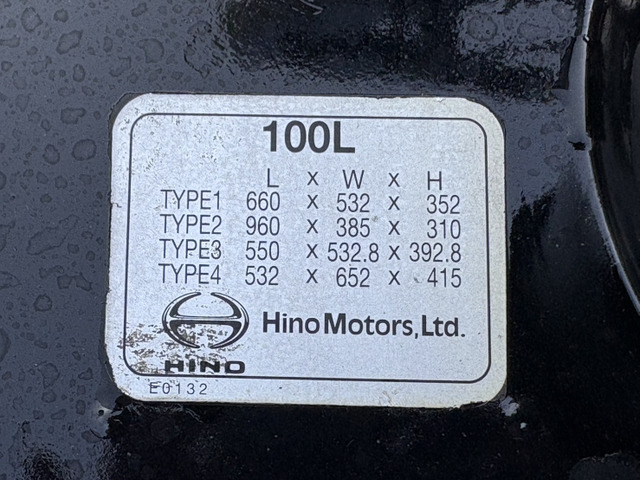 100L
L x W x H
TYPE1 660 x 532 x 352
TYPE2 960 x 385 x 310
TYPE3 550 x 532.8 x 392.8
TYPE4 532 x 652 x 415
Hino Motors, Ltd.
HINO
E0132